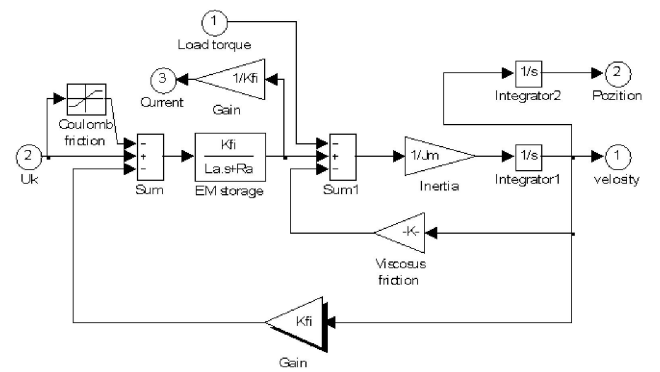 1
Load torque
3
Current
1/Kfi
Gain
Coulomb
friction
2
Uk
−
+
−
Sum
Kfi
La.s+Ra
EM storage
−
+
−
Sum1
1/Jm
Inertia
1/s
Integrator2
2
Pozition
1/s
Integrator1
1
velosity
-K-
Viscosus
friction
Kfi
Gain